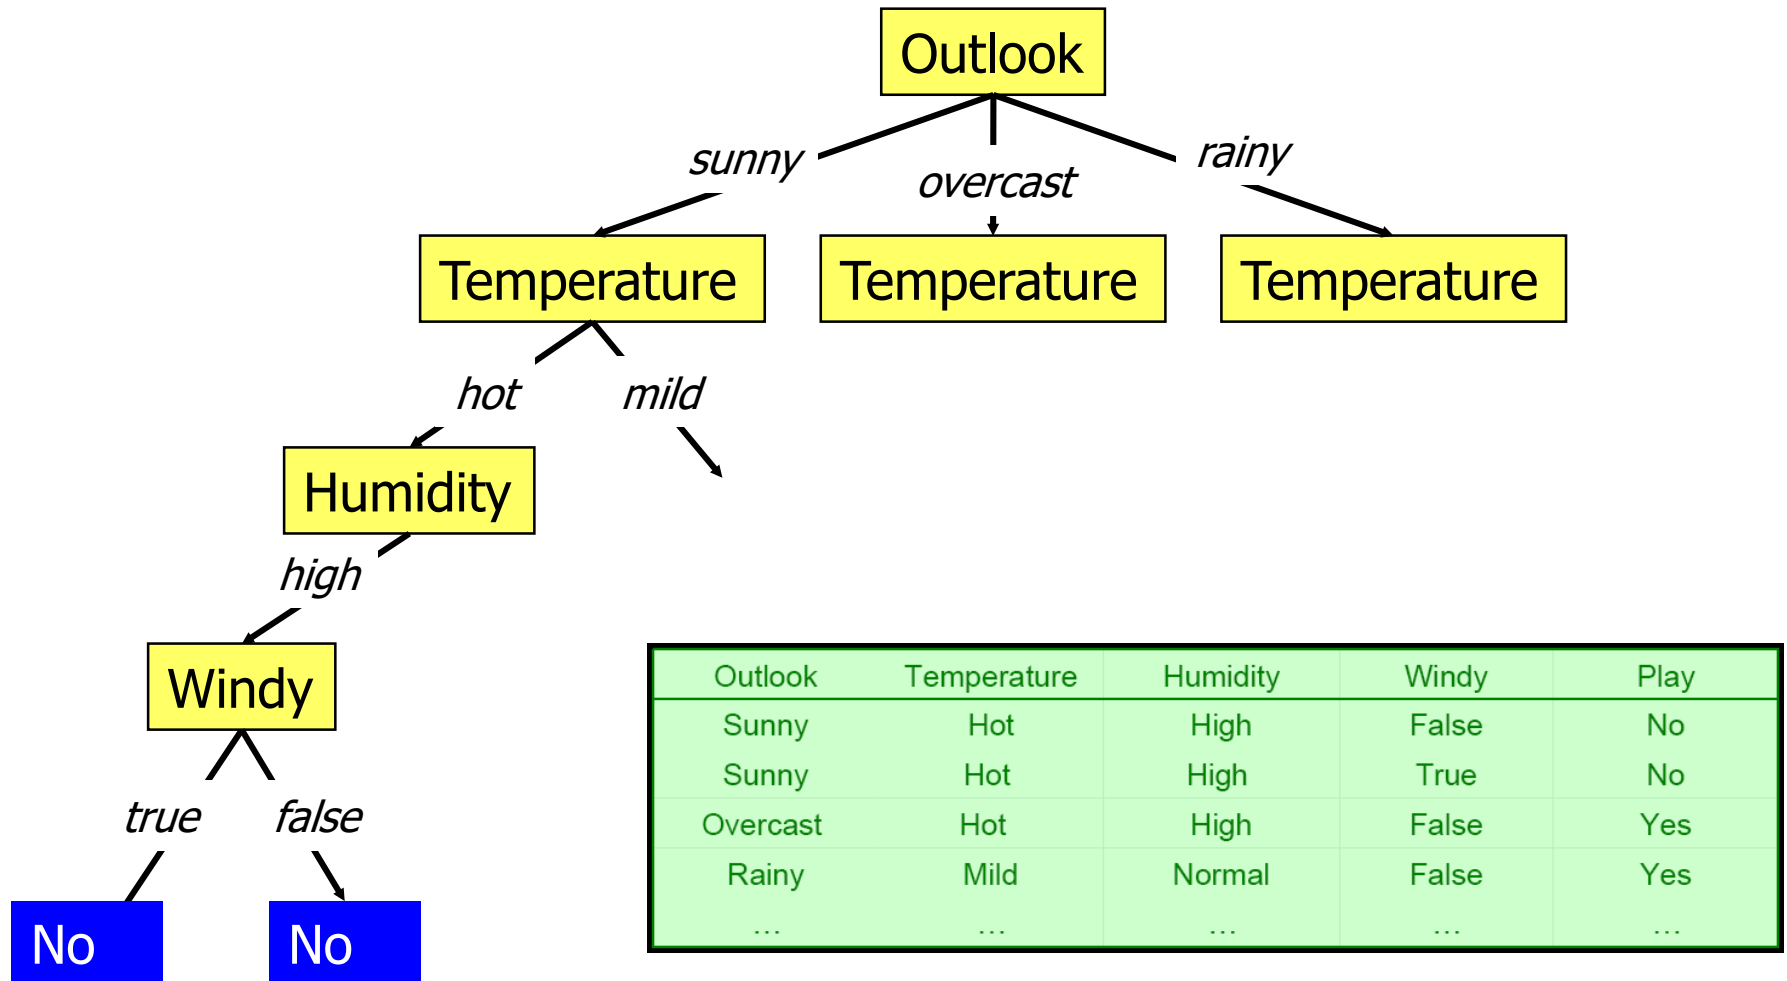 Outlook
sunny
overcast
rainy
Temperature
Temperature
Temperature
hot
mild
Humidity
high
Windy
true
false
No
No
Outlook Temperature Humidity Windy Play
Sunny Hot High False No
Sunny Hot High True No
Overcast Hot High False Yes
Rainy Mild Normal False Yes
... ... ... ... ...